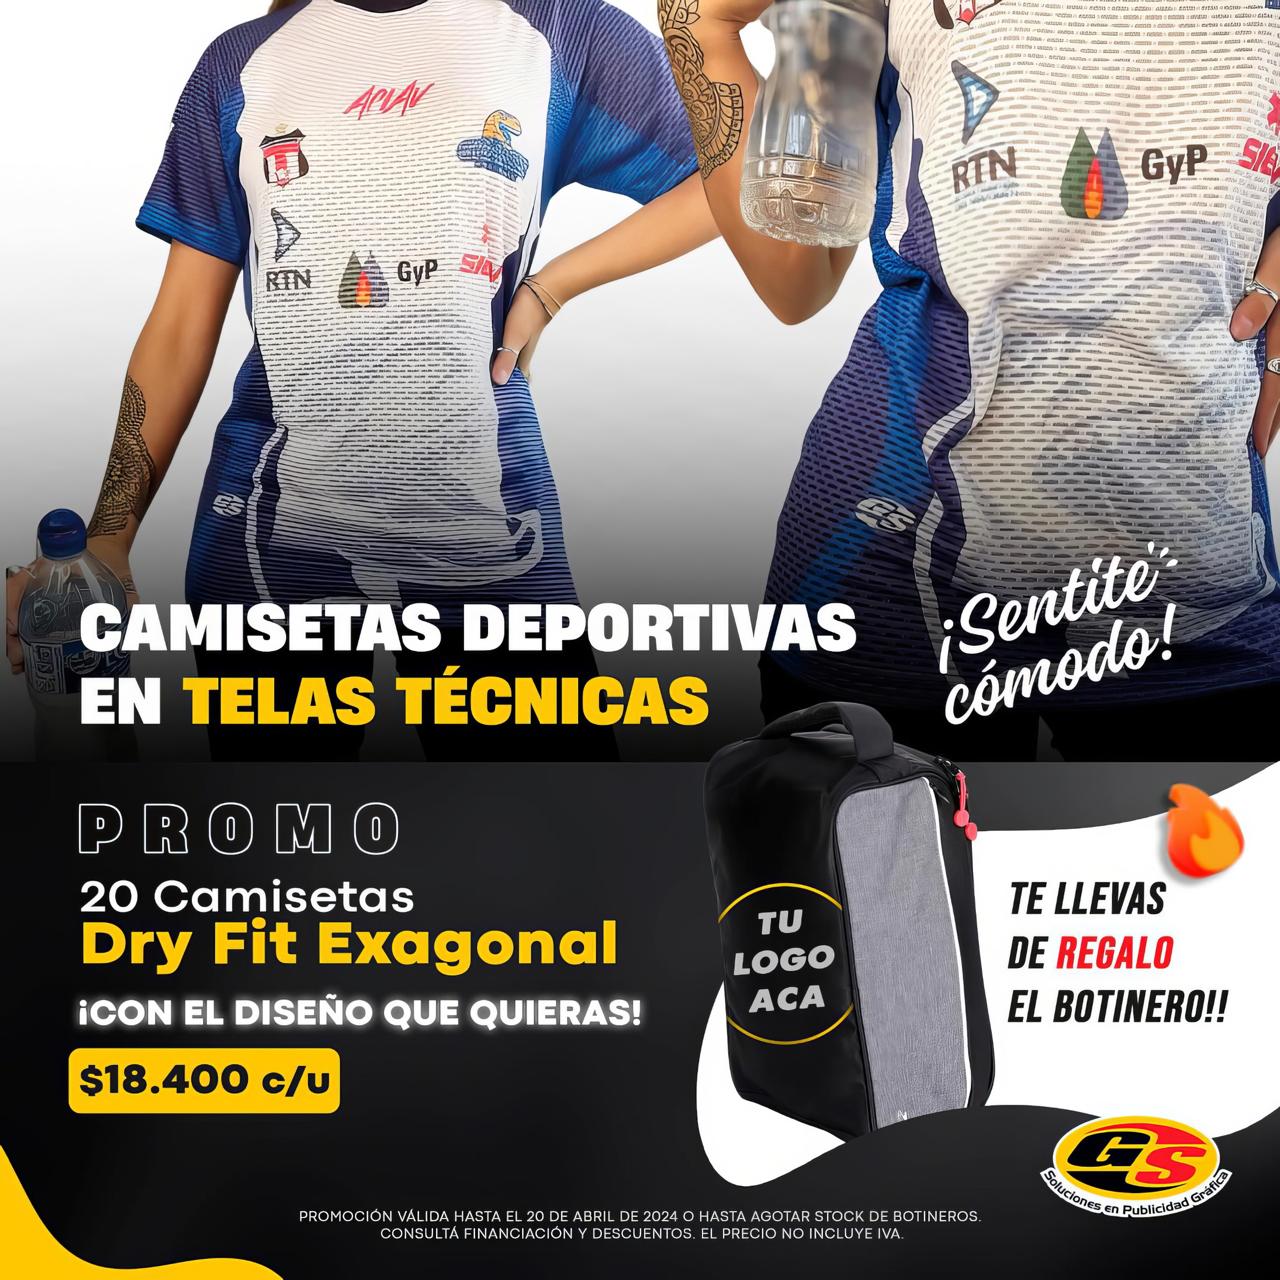 APLAV
RTN
GyP
RTN
GyP
GS
GS
CAMISETAS DEPORTIVAS
EN TELAS TÉCNICAS
¡Sentite
cómodo!
PROMO
20 Camisetas
Dry Fit Exagonal
¡CON EL DISEÑO QUE QUIERAS!
$18.400 c/u
TU
LOGO
ACA
TE LLEVAS
DE REGALO
EL BOTINERO!!
GS
Soluciones en Publicidad Gráfica
PROMOCIÓN VÁLIDA HASTA EL 20 DE ABRIL DE 2024 O HASTA AGOTAR STOCK DE BOTINEROS.
CONSULTÁ FINANCIACIÓN Y DESCUENTOS. EL PRECIO NO INCLUYE IVA.